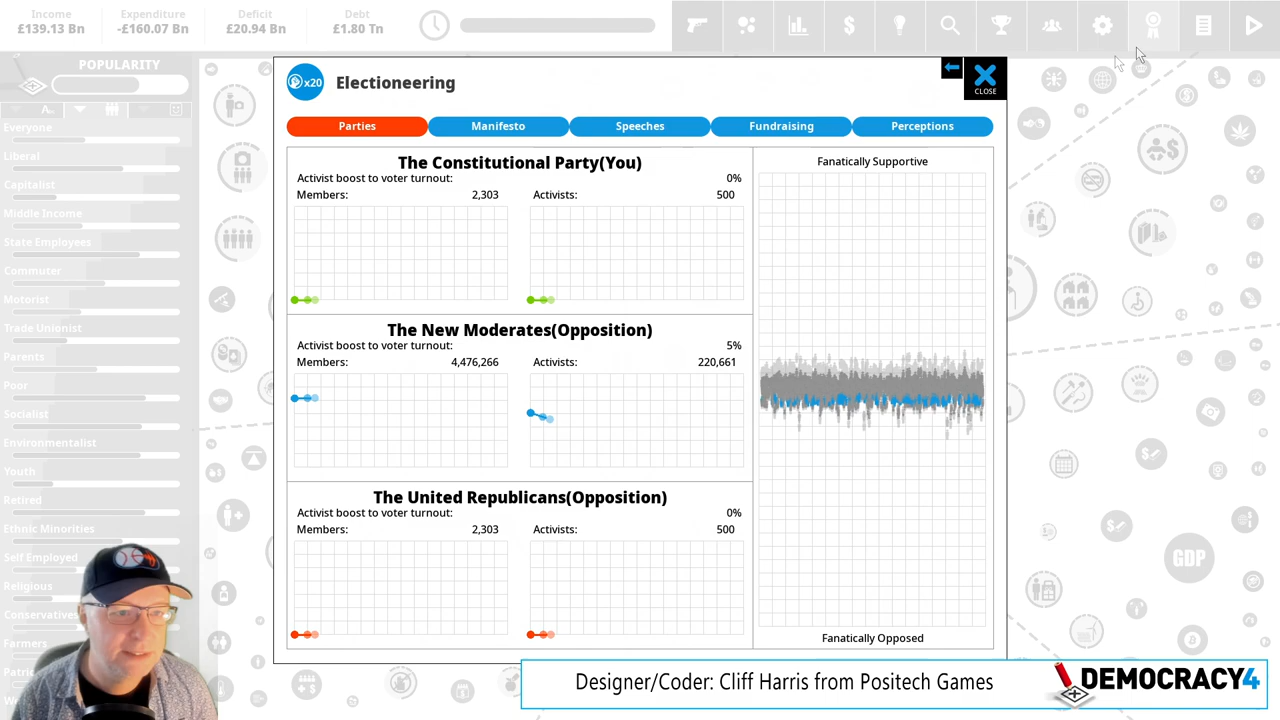 Income
£139.13 Bn
Expenditure
-£160.07 Bn
Deficit
£20.94 Bn
Debt
£1.80 Tn
POPULARITY
Everyone
Liberal
Capitalist
Middle Income
State Employees
Commuter
Motorist
Trade Unionist
Parents
Poor
Socialist
Environmentalist
Youth
Retired
Ethnic Minorities
Self Employed
Religious
Conservatives
Farmers
x20
Electioneering
CLOSE
Parties
Manifesto
Speeches
Fundraising
Perceptions
The Constitutional Party(You)
Activist boost to voter turnout: 0%
Members: 2,303
Activists: 500
The New Moderates(Opposition)
Activist boost to voter turnout: 5%
Members: 4,476,266
Activists: 220,661
The United Republicans(Opposition)
Activist boost to voter turnout: 0%
Members: 2,303
Activists: 500
Fanatically Supportive
Fanatically Opposed
GDP
Designer/Coder: Cliff Harris from Positech Games
DEMOCRACY4